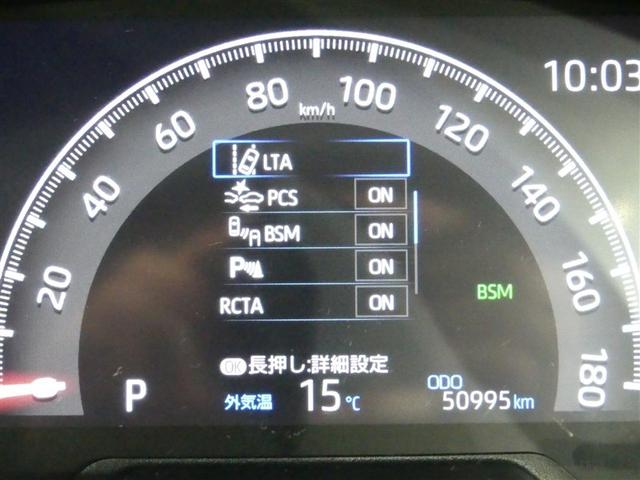 10:03
km/h
20
40
60
80
100
120
140
160
180
LTA
PCS ON
BSM ON
P ON
RCTA ON
BSM
OK 長押し:詳細設定
P
外気温 15℃
ODO
50995km